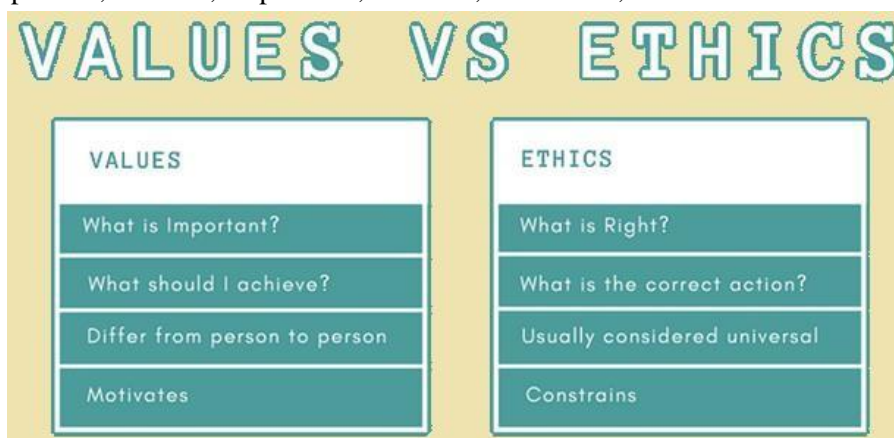 VALUES VS ETHICS
VALUES
What is Important?
What should I achieve?
Differ from person to person
Motivates
ETHICS
What is Right?
What is the correct action?
Usually considered universal
Constrains